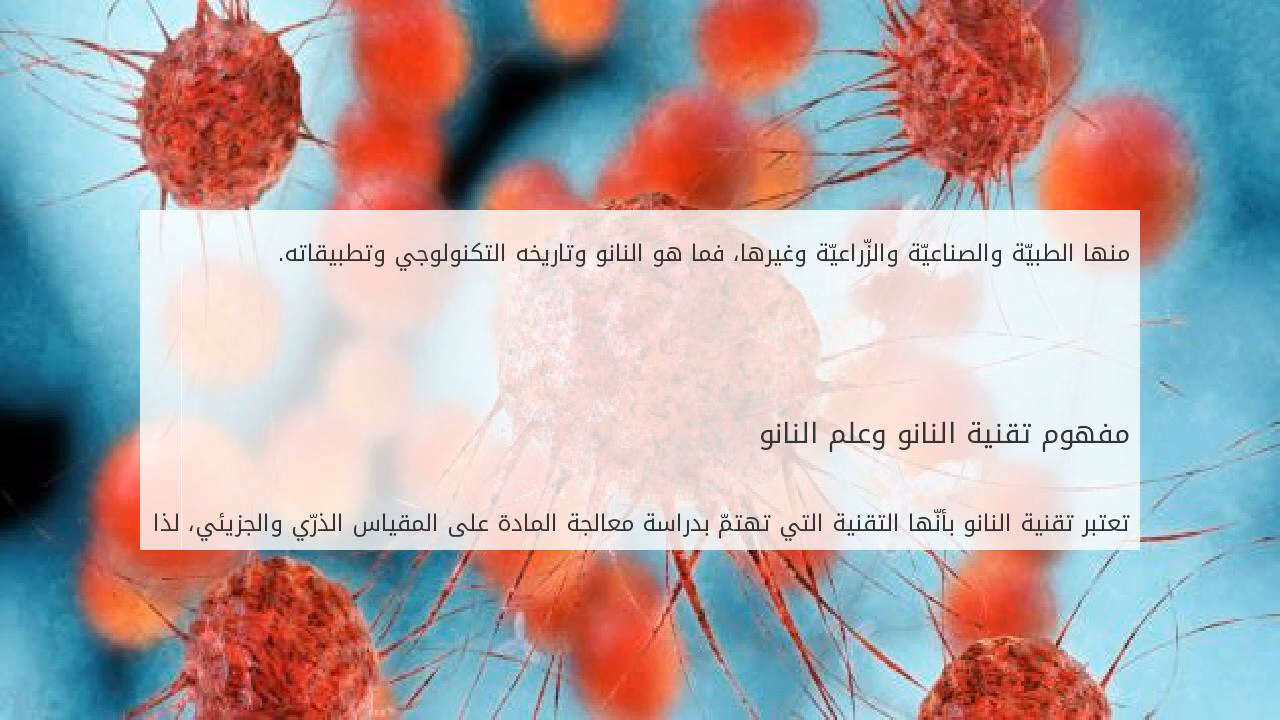 منها الطبيّة والصناعيّة والزّراعيّة وغيرها، فما هو النانو وتاريخه التكنولوجي وتطبيقاته.
مفهوم تقنية النانو وعلم النانو
تعتبر تقنية النانو بأنّها التقنية التي تهتمّ بدراسة معالجة المادة على المقياس الذرّي والجزيئي، لذا